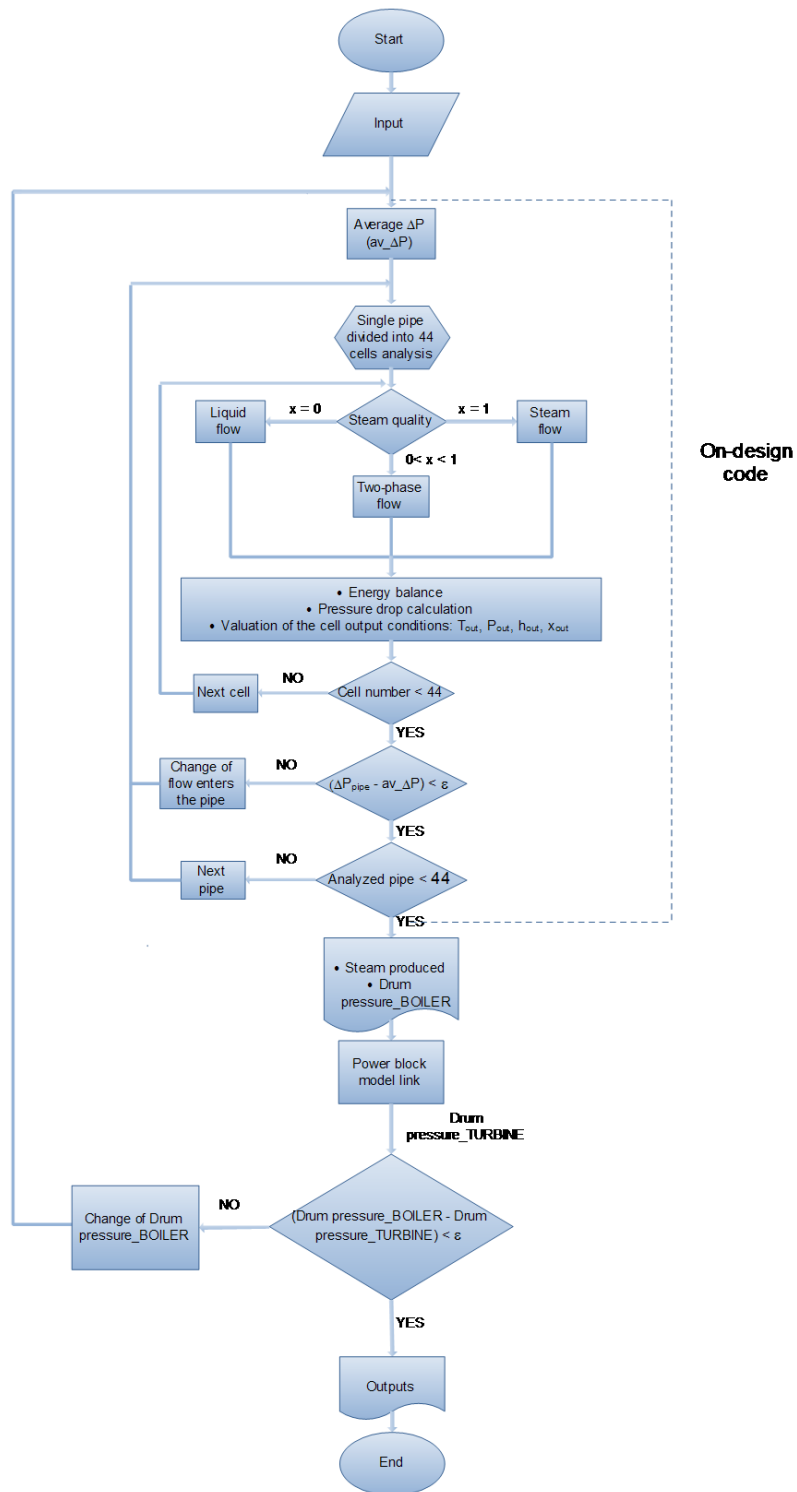 Start
Input
Average ΔP
(av_ΔP)
Single pipe
divided into 44
cells analysis
Liquid
flow
x = 0
Steam quality
x = 1
Steam
flow
0< x < 1
Two-phase
flow
On-design
code
• Energy balance
• Pressure drop calculation
• Valuation of the cell output conditions: Tout, Pout, hout, xout
Next cell
NO
Cell number < 44
YES
Change of
flow enters
the pipe
NO
(ΔPpipe - av_ΔP) < ε
YES
Next
pipe
NO
Analyzed pipe < 44
YES
• Steam produced
• Drum
pressure_BOILER
Power block
model link
Drum
pressure_TURBINE
Change of Drum
pressure_BOILER
NO
(Drum pressure_BOILER - Drum
pressure_TURBINE) < ε
YES
Outputs
End